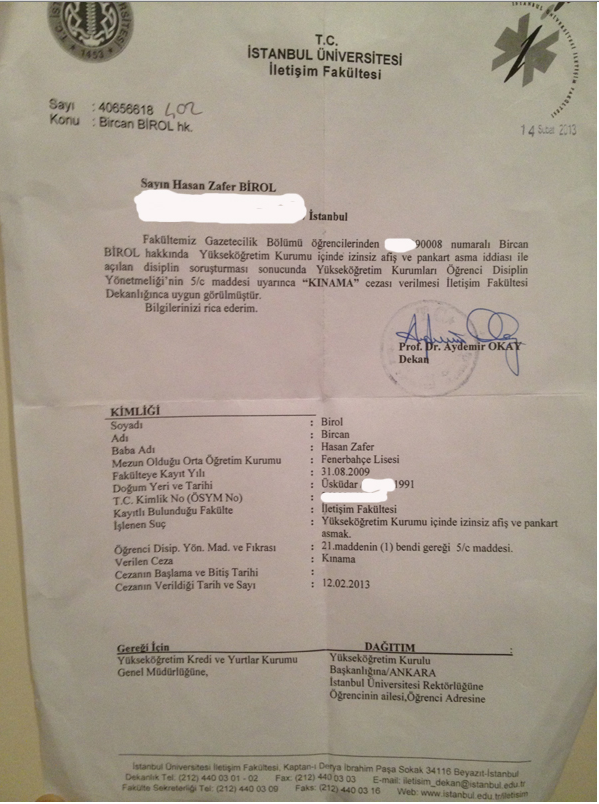 T.C.
İSTANBUL ÜNİVERSİTESİ
İletişim Fakültesi
1453
Sayı : 40656618 402
Konu : Bircan BİROL hk.
14 Şubat 2013
Sayın Hasan Zafer BİROL
İstanbul
Fakültemiz Gazetecilik Bölümü öğrencilerinden 90008 numaralı Bircan
BİROL hakkında Yükseköğretim Kurumu içinde izinsiz afiş ve pankart asma iddiası ile
açılan disiplin soruşturması sonucunda Yükseköğretim Kurumları Öğrenci Disiplin
Yönetmeliği'nin 5/c maddesi uyarınca "KINAMA" cezası verilmesi İletişim Fakültesi
Dekanlığınca uygun görülmüştür.
Bilgilerinizi rica ederim.
Prof. Dr. Aydemir OKAY
Dekan
KİMLİĞİ
Soyadı : Birol
Adı : Bircan
Baba Adı : Hasan Zafer
Mezun Olduğu Orta Öğretim Kurumu : Fenerbahçe Lisesi
Fakülteye Kayıt Yılı : 31.08.2009
Doğum Yeri ve Tarihi : Üsküdar 1991
T.C. Kimlik No (ÖSYM No) :
Kayıtlı Bulunduğu Fakülte : İletişim Fakültesi
İşlenen Suç : Yükseköğretim Kurumu içinde izinsiz afiş ve pankart
asmak.
Öğrenci Disip. Yön. Mad. ve Fıkrası : 21.maddenin (1) bendi gereği 5/c maddesi.
Verilen Ceza : Kınama
Cezanın Başlama ve Bitiş Tarihi :
Cezanın Verildiği Tarih ve Sayı : 12.02.2013
Gereği İçin DAĞITIM :
Yükseköğretim Kredi ve Yurtlar Kurumu Yükseköğretim Kurulu
Genel Müdürlüğüne, Başkanlığına/ANKARA
İstanbul Üniversitesi Rektörlüğüne
Öğrencinin ailesi,Öğrenci Adresine
İstanbul Üniversitesi İletişim Fakültesi, Kaptan-ı Derya İbrahim Paşa Sokak 34116 Beyazıt-İstanbul
Dekanlık Tel. (212) 440 03 01 - 02 Fax: (212) 440 03 03 E-mail: iletisim_dekan@istanbul.edu.tr
Fakülte Sekreterliği Tel. (212) 440 03 09 Faks: (212) 440 03 16 Web: www.istanbul.edu.tr/iletisim